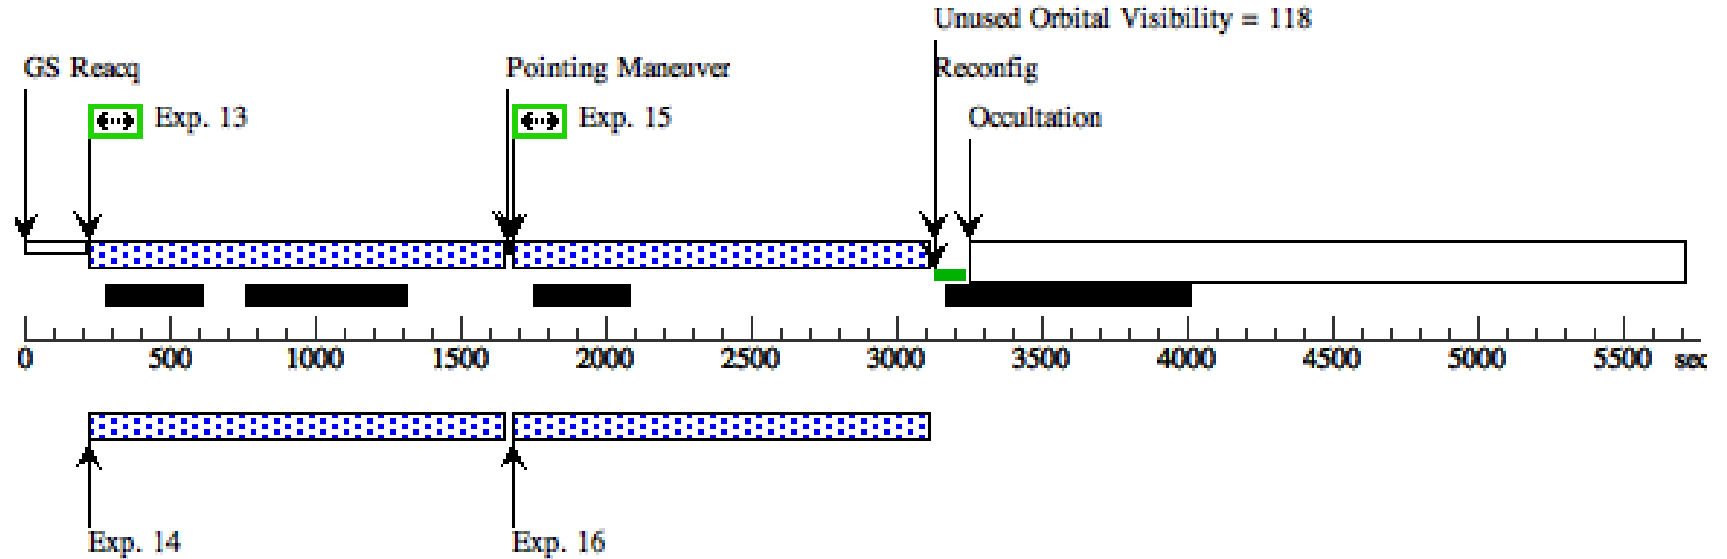 Unused Orbital Visibility = 118
GS Reacq
Pointing Maneuver
Reconfig
Exp. 13
Exp. 15
Occultation
0 500 1000 1500 2000 2500 3000 3500 4000 4500 5000 5500 sec
Exp. 14
Exp. 16